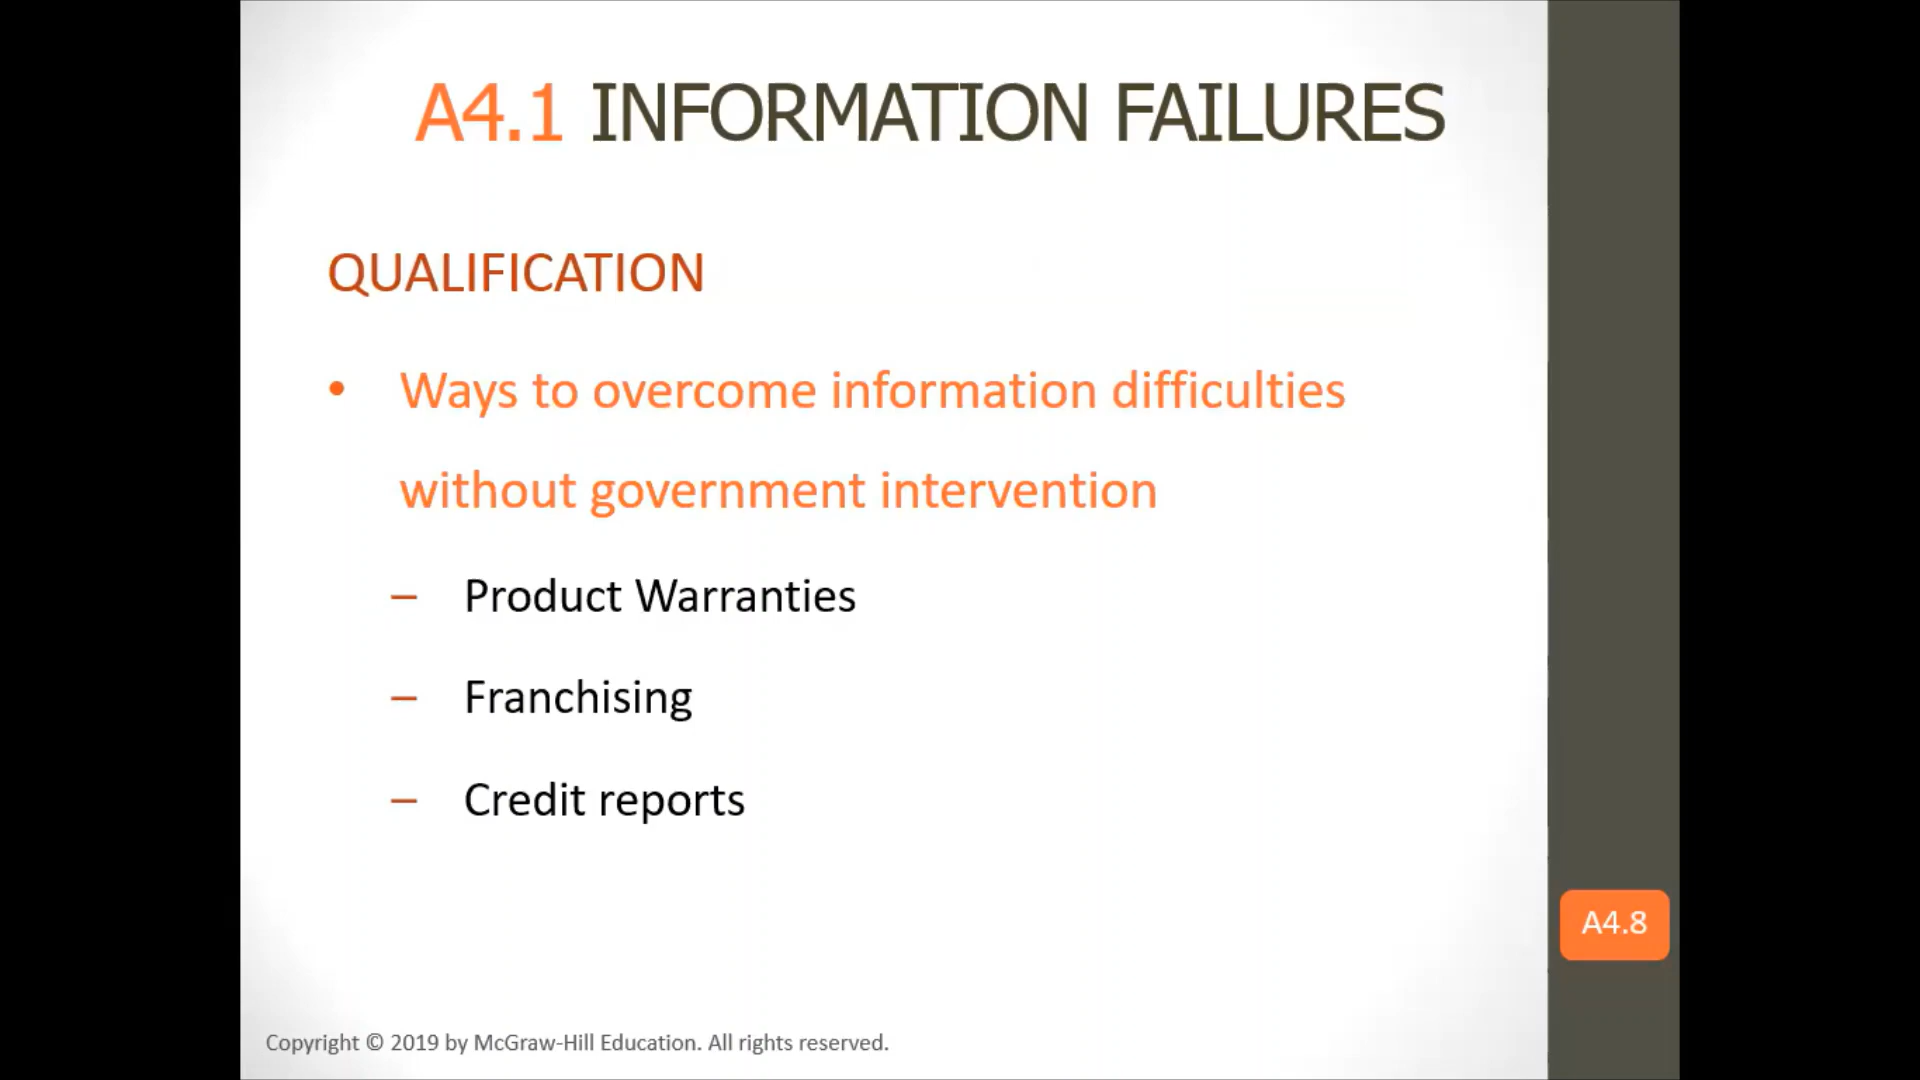 A4.1 INFORMATION FAILURES
QUALIFICATION
• Ways to overcome information difficulties
without government intervention
– Product Warranties
– Franchising
– Credit reports
A4.8
Copyright © 2019 by McGraw-Hill Education. All rights reserved.